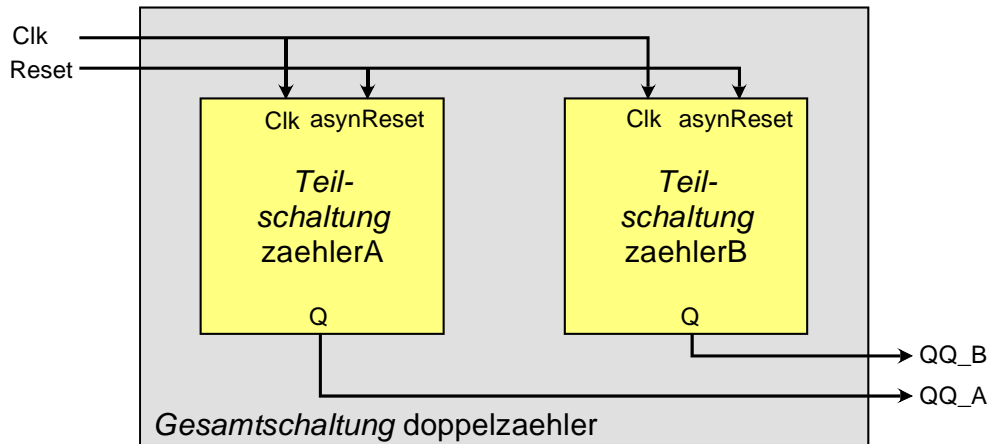 Clk
Reset
Clk asynReset
Teil-
schaltung
zaehlerA
Q
Clk asynReset
Teil-
schaltung
zaehlerB
Q
QQ_B
QQ_A
Gesamtschaltung doppelzaehler